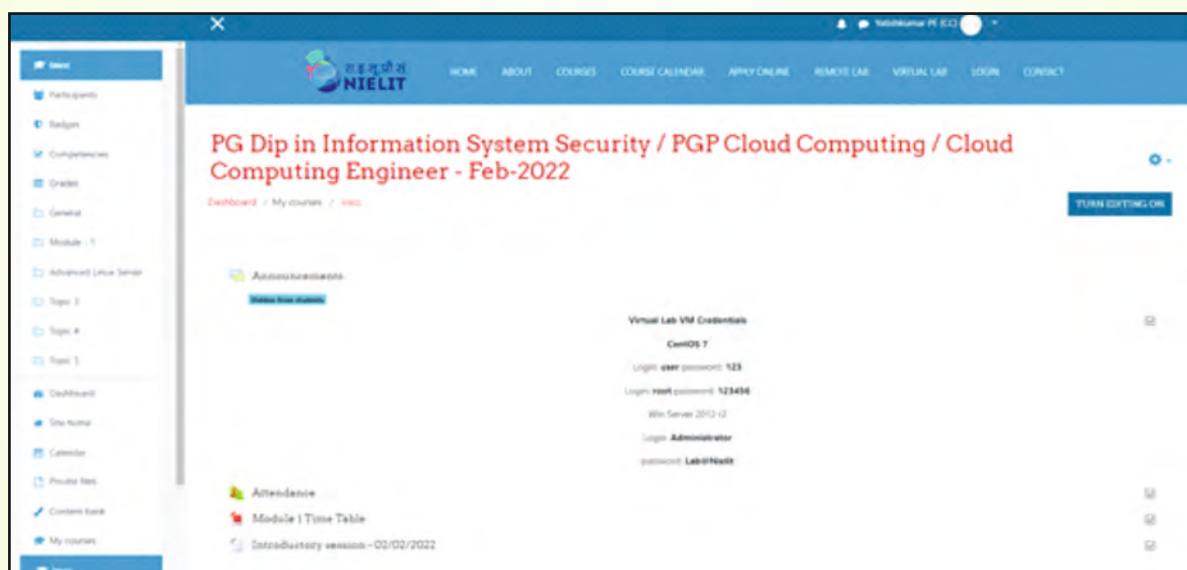 रा.इ.सू.प्रौ.सं
NIELIT
HOME ABOUT COURSES COURSE CALENDAR APPLY ONLINE REMOTE LAB VIRTUAL LAB LOGIN CONTACT
Participants
Badges
Competencies
Grades
General
Module - 1
Advanced Linux Server
Topic 3
Topic 4
Topic 5
Dashboard
Site home
Calendar
Private files
Content bank
My courses
PG Dip in Information System Security / PGP Cloud Computing / Cloud
Computing Engineer - Feb-2022
Dashboard / My courses /
TURN EDITING ON
Announcements
Hidden from students
Virtual Lab VM Credentials
CentOS 7
Login: user password: 123
Login: root password: 123456
Win Server 2012 r2
Login: Administrator
password: Lab@Nielit
Attendance
Module 1 Time Table
Introductory session - 02/02/2022